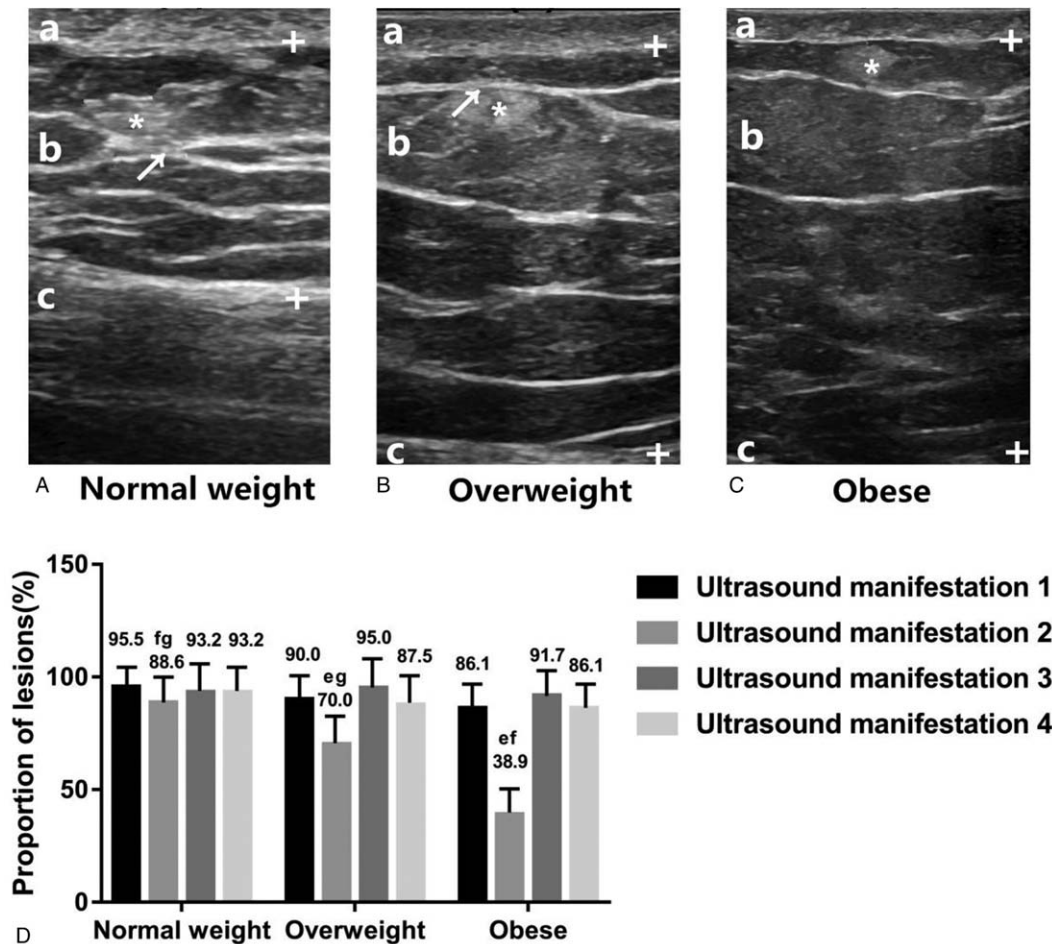 a
+
*
b
c
+
A Normal weight
a
+
*
b
c
+
B Overweight
a
+
*
b
c
+
C Obese
Proportion of lesions(%)
150
100
50
0
95.5
fg
88.6
93.2
93.2
90.0
eg
70.0
95.0
87.5
86.1
ef
38.9
91.7
86.1
Normal weight
Overweight
Obese
Ultrasound manifestation 1
Ultrasound manifestation 2
Ultrasound manifestation 3
Ultrasound manifestation 4
D